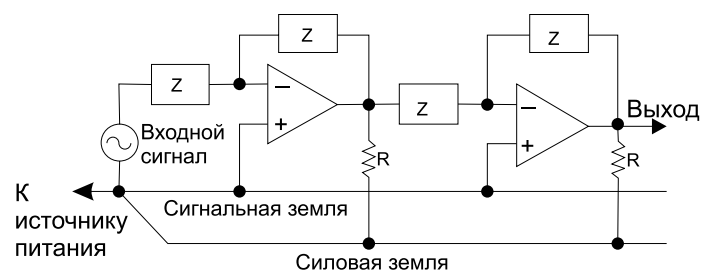 Z
Z
Z
Z
Выход
Входной
сигнал
R
R
К
источнику
питания
Сигнальная земля
Силовая земля